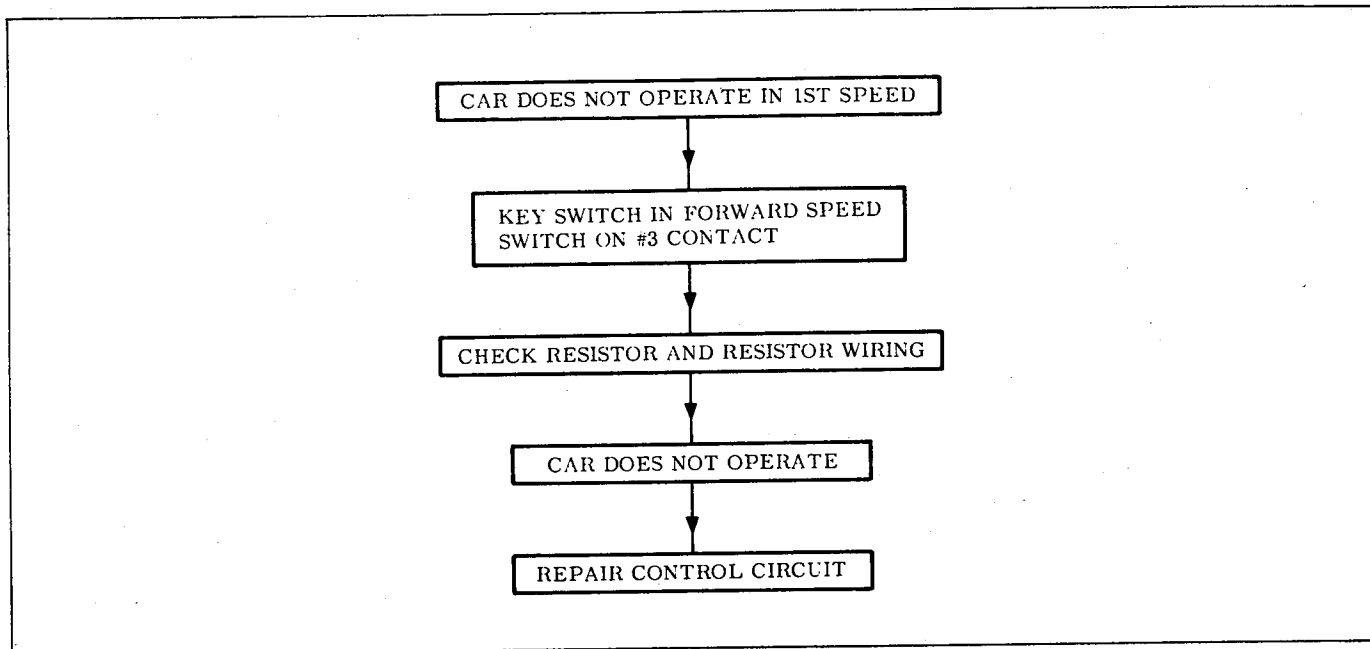 CAR DOES NOT OPERATE IN 1ST SPEED
KEY SWITCH IN FORWARD SPEED
SWITCH ON #3 CONTACT
CHECK RESISTOR AND RESISTOR WIRING
CAR DOES NOT OPERATE
REPAIR CONTROL CIRCUIT